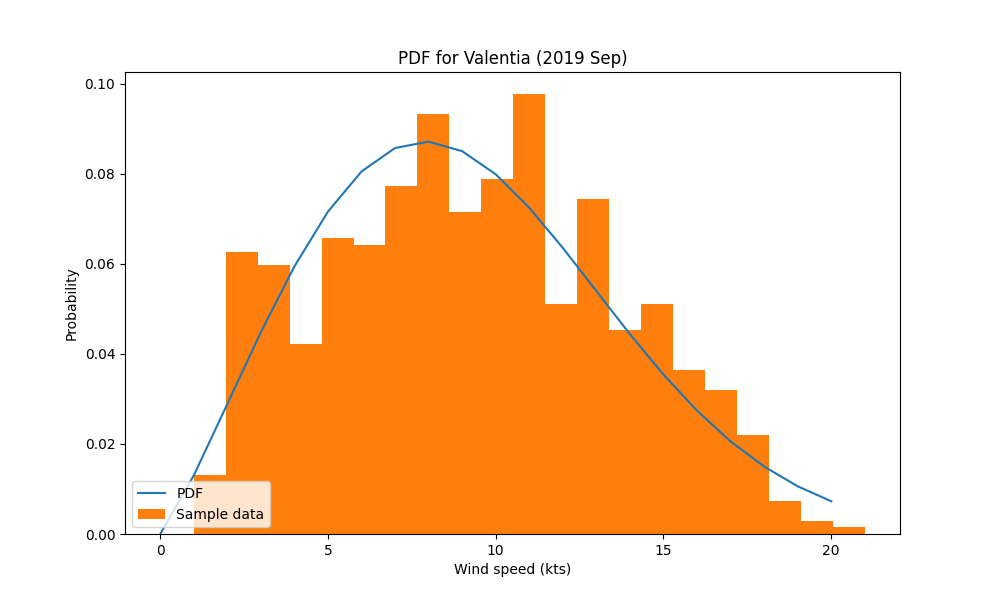 PDF for Valentia (2019 Sep)
0.10
0.08
0.06
0.04
0.02
0.00
Probability
PDF
Sample data
0 5 10 15 20
Wind speed (kts)